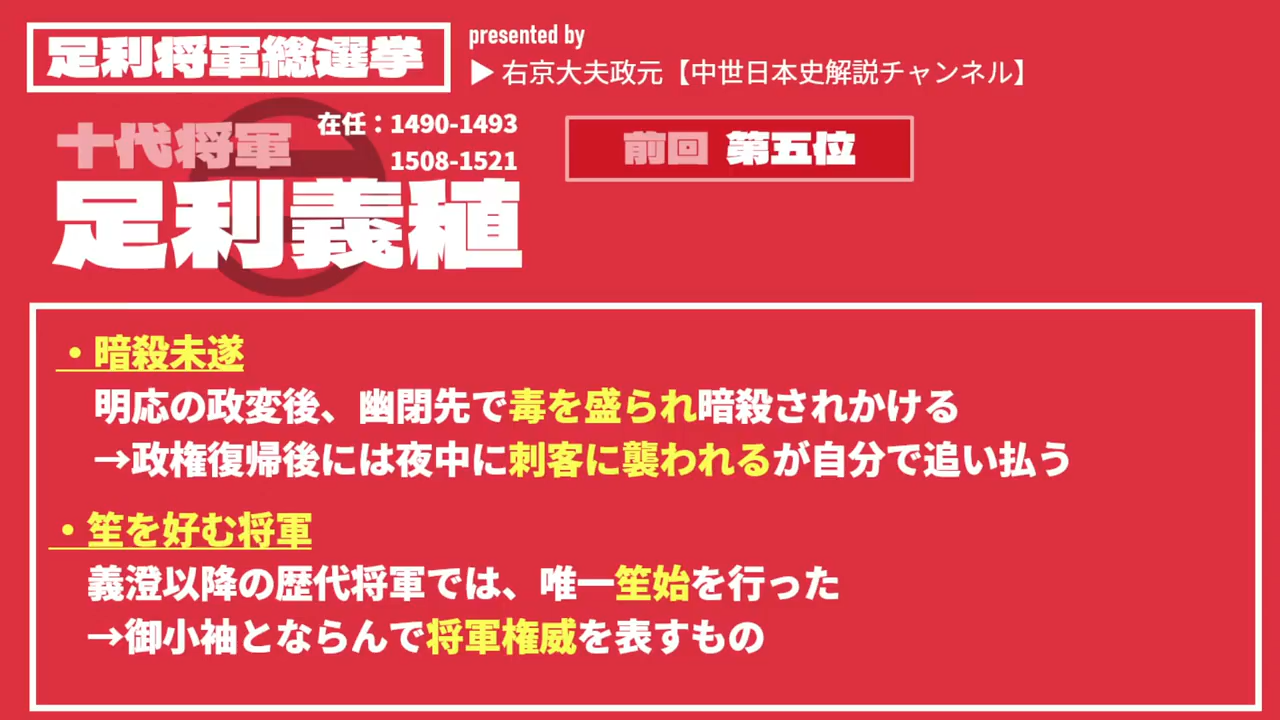 足利将軍総選挙
presented by
▶ 右京大夫政元【中世日本史解説チャンネル】
十代将軍
在任：1490-1493
1508-1521
足利義稙
前回 第五位
・暗殺未遂
明応の政変後、幽閉先で毒を盛られ暗殺されかける
→政権復帰後には夜中に刺客に襲われるが自分で追い払う
・笙を好む将軍
義澄以降の歴代将軍では、唯一笙始を行った
→御小袖とならんで将軍権威を表すもの